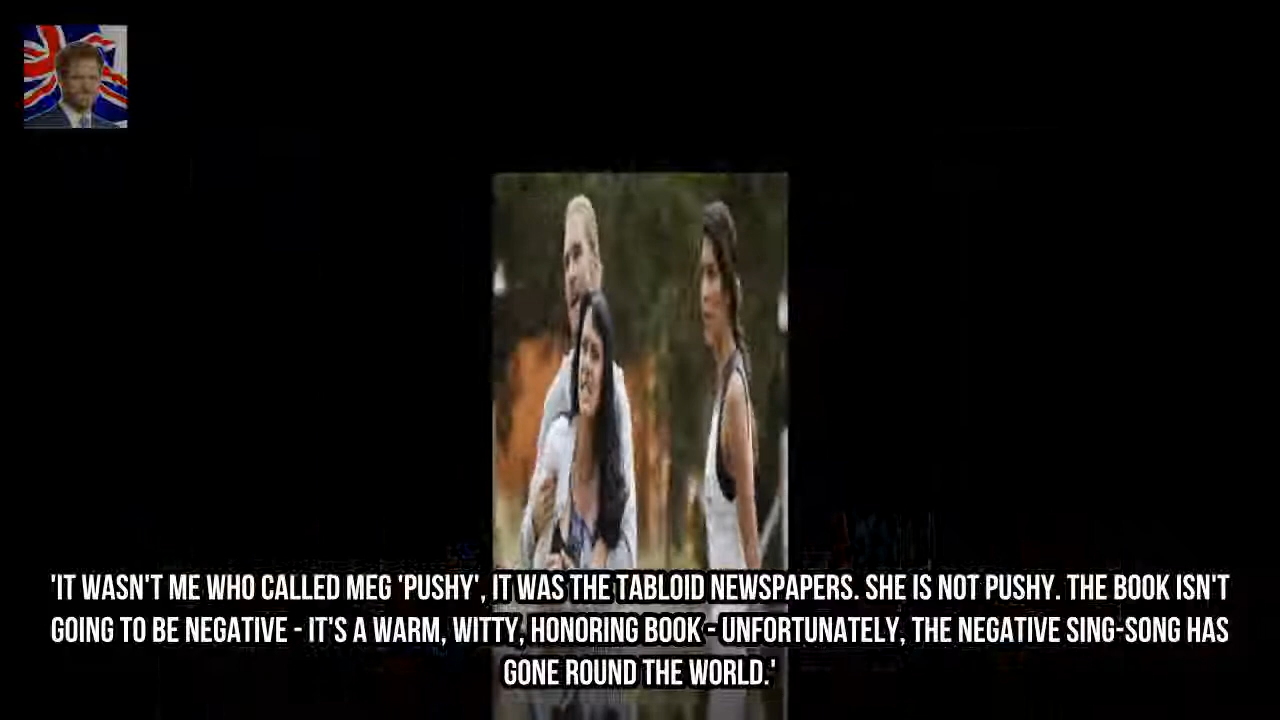 'IT WASN'T ME WHO CALLED MEG ‘PUSHY', IT WAS THE TABLOID NEWSPAPERS. SHE IS NOT PUSHY. THE BOOK ISN'T
GOING TO BE NEGATIVE - IT'S A WARM, WITTY, HONORING BOOK - UNFORTUNATELY, THE NEGATIVE SING-SONG HAS
GONE ROUND THE WORLD.'